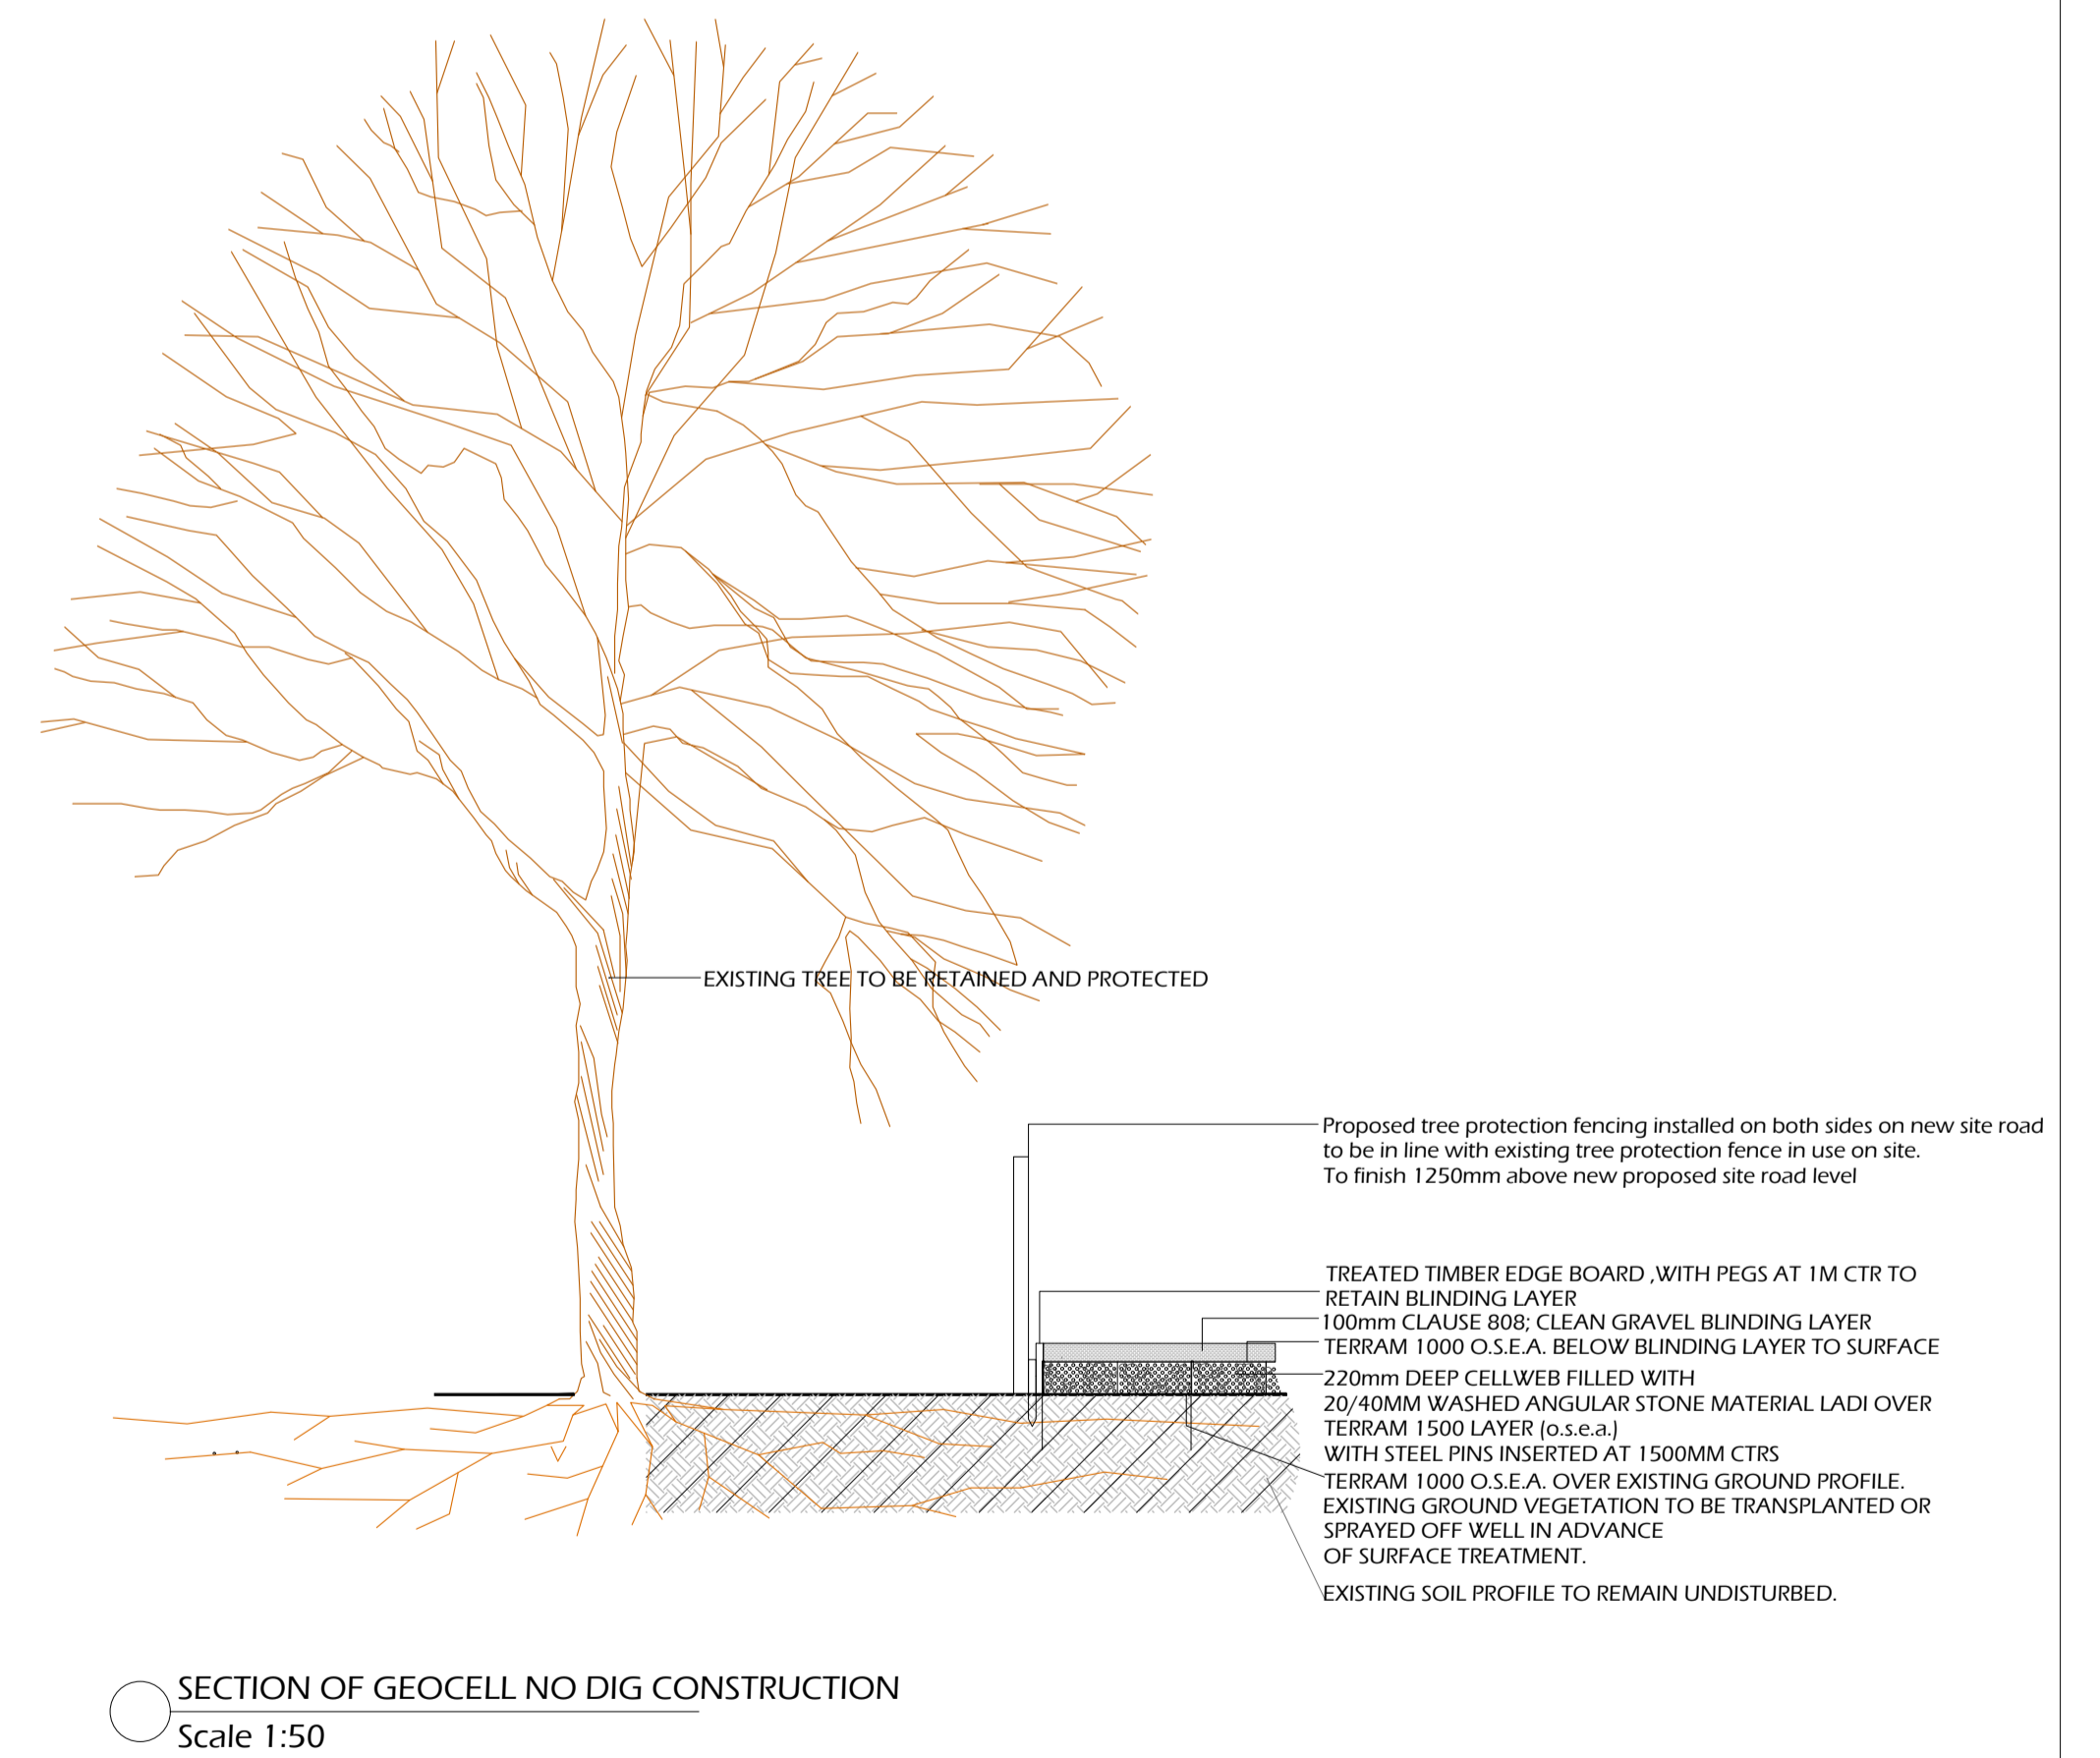 EXISTING TREE TO BE RETAINED AND PROTECTED
Proposed tree protection fencing installed on both sides on new site road
to be in line with existing tree protection fence in use on site.
To finish 1250mm above new proposed site road level
TREATED TIMBER EDGE BOARD ,WITH PEGS AT 1M CTR TO
RETAIN BLINDING LAYER
100mm CLAUSE 808; CLEAN GRAVEL BLINDING LAYER
TERRAM 1000 O.S.E.A. BELOW BLINDING LAYER TO SURFACE
220mm DEEP CELLWEB FILLED WITH
20/40MM WASHED ANGULAR STONE MATERIAL LADI OVER
TERRAM 1500 LAYER (o.s.e.a.)
WITH STEEL PINS INSERTED AT 1500MM CTRS
TERRAM 1000 O.S.E.A. OVER EXISTING GROUND PROFILE.
EXISTING GROUND VEGETATION TO BE TRANSPLANTED OR
SPRAYED OFF WELL IN ADVANCE
OF SURFACE TREATMENT.
EXISTING SOIL PROFILE TO REMAIN UNDISTURBED.
SECTION OF GEOCELL NO DIG CONSTRUCTION
Scale 1:50